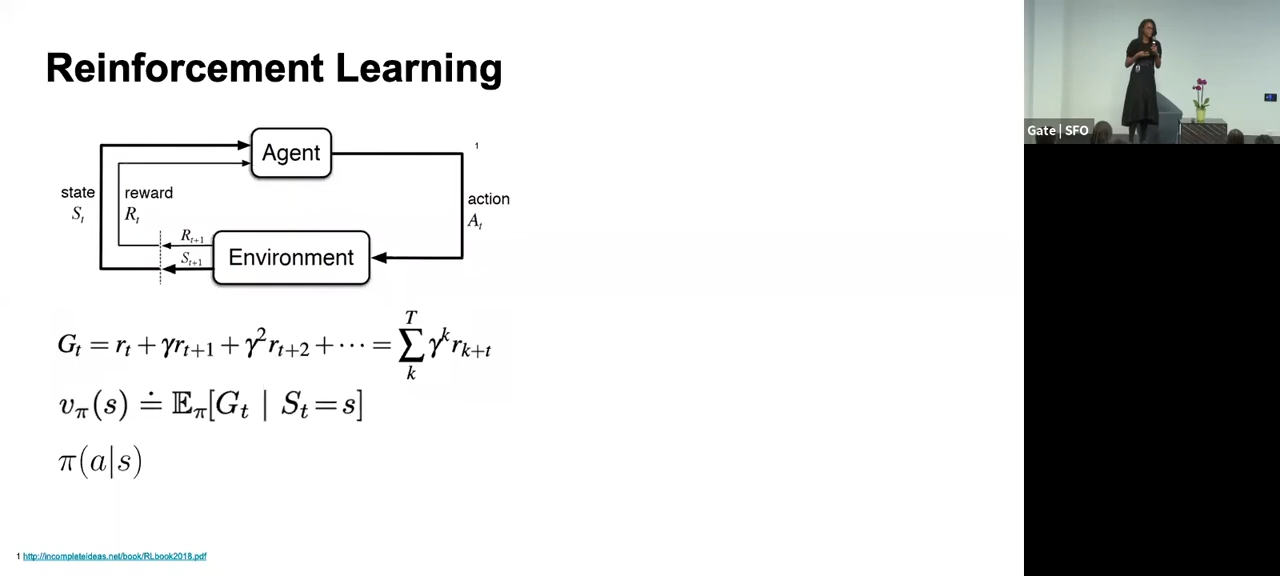 Reinforcement Learning
Agent
1
state
S_t
reward
R_t
action
A_t
R_{t+1}
S_{t+1}
Environment
G_t = r_t + γr_{t+1} + γ^2 r_{t+2} + ⋯ = ∑_k^T γ^k r_{k+t}
v_π(s) ≐ 𝔼_π[G_t | S_t = s]
π(a|s)
1 http://incompleteideas.net/book/RLbook2018.pdf
Gate | SFO